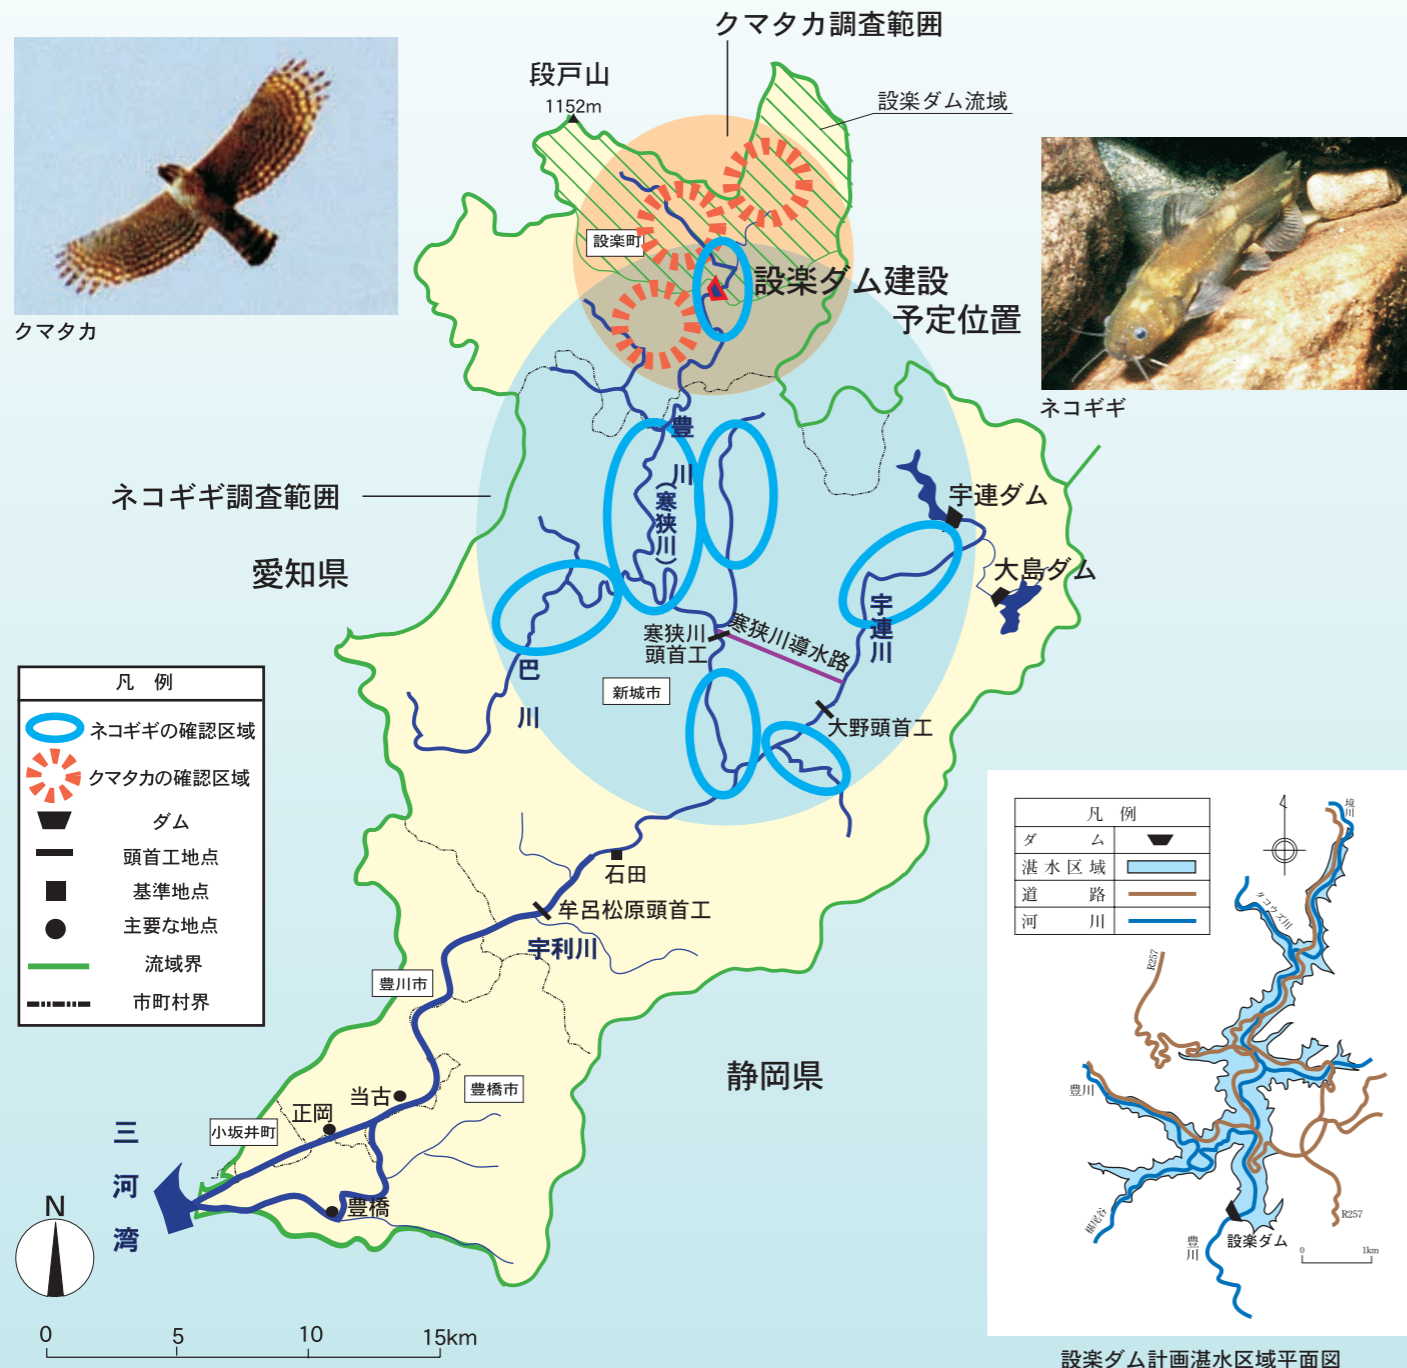 クマタカ調査範囲
段戸山
1152m
設楽ダム流域
クマタカ
設楽町
設楽ダム建設
予定位置
ネコギギ
豊川
(寒狭川)
ネコギギ調査範囲
宇連ダム
愛知県
大島ダム
宇連川
寒狭川
頭首工
寒狭川導水路
巴川
新城市
大野頭首工
凡 例
ネコギギの確認区域
クマタカの確認区域
ダム
頭首工地点
基準地点
主要な地点
流域界
市町村界
石田
牟呂松原頭首工
宇利川
豊川市
静岡県
当古
豊橋市
正岡
小坂井町
三河湾
豊橋
N
0 5 10 15km
凡 例
ダ ム
湛水区域
道 路
河 川
境川
タコウズ川
R257
豊川
R257
豊川
設楽ダム
0 1km
設楽ダム計画湛水区域平面図